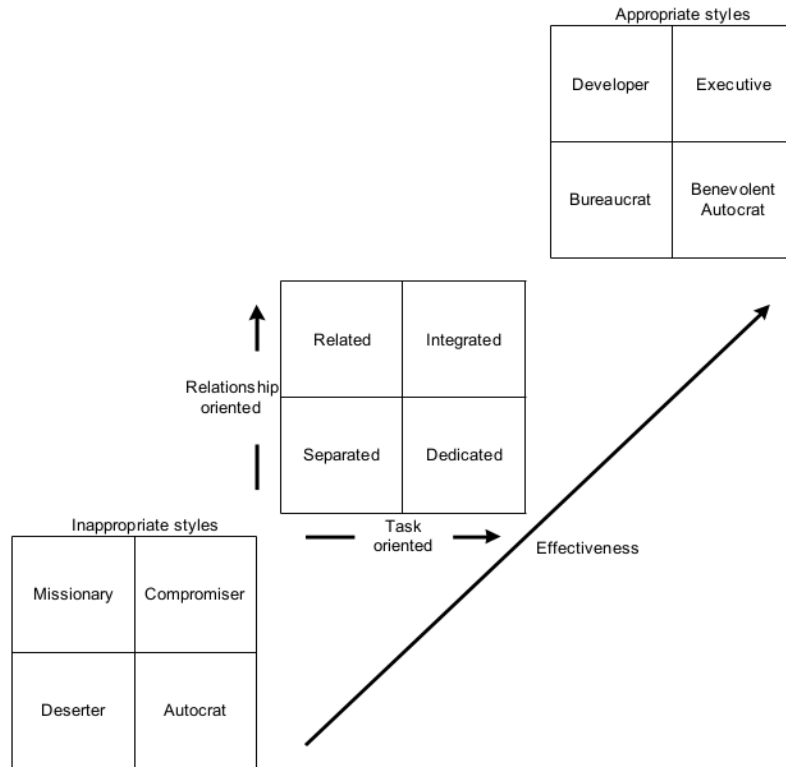 Appropriate styles
Developer
Executive
Bureaucrat
Benevolent
Autocrat
Related
Integrated
Relationship
oriented
Separated
Dedicated
Task
oriented
Effectiveness
Inappropriate styles
Missionary
Compromiser
Deserter
Autocrat